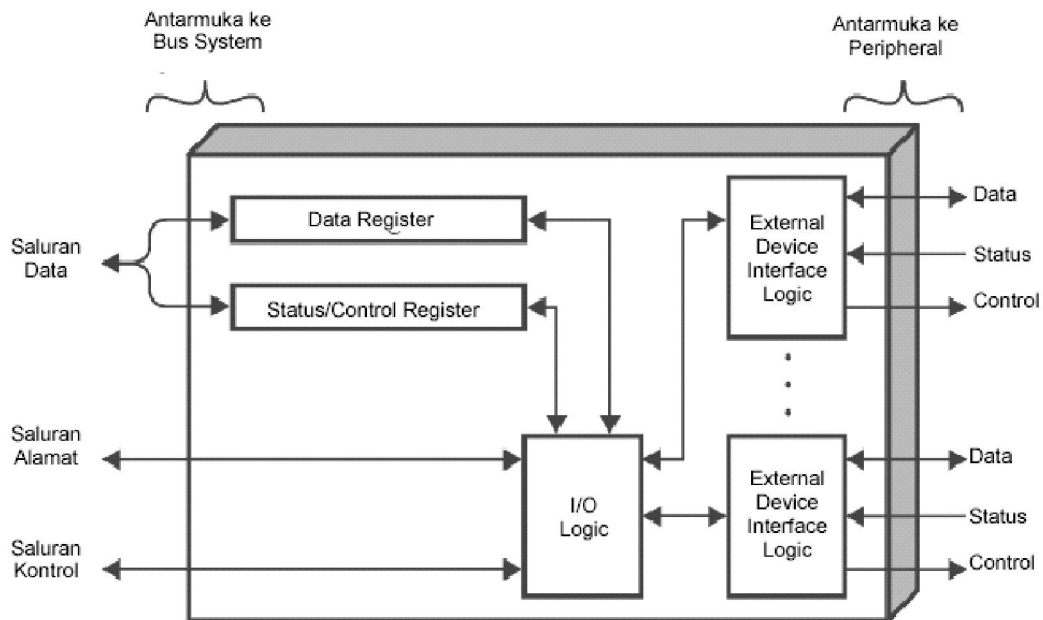 Antarmuka ke
Bus System
Antarmuka ke
Peripheral
Saluran
Data
Data Register
Status/Control Register
External
Device
Interface
Logic
Data
Status
Control
Saluran
Alamat
Saluran
Kontrol
I/O
Logic
External
Device
Interface
Logic
Data
Status
Control